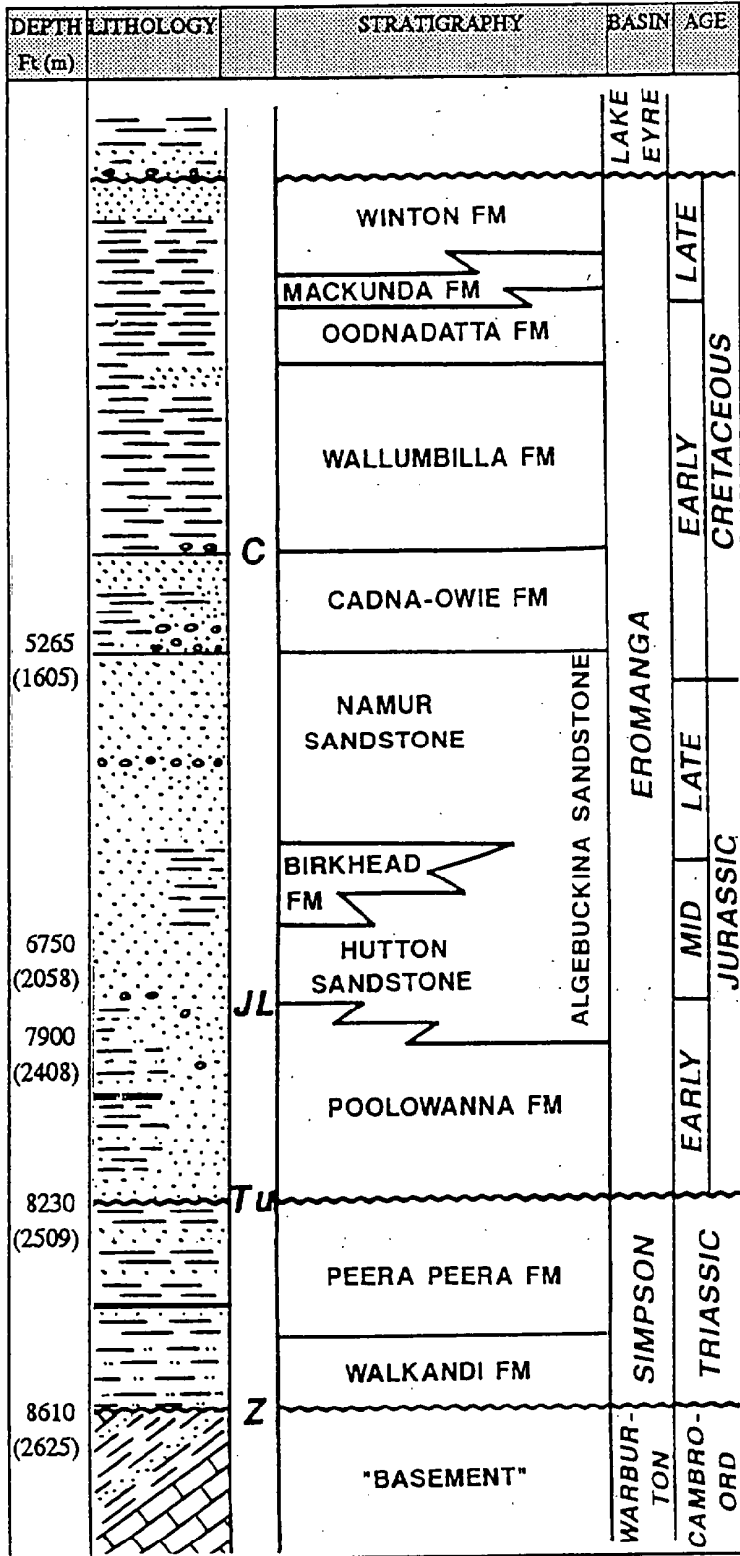 DEPTH LITHOLOGY STRATIGRAPHY BASIN AGE
Ft (m)
LAKE
EYRE
WINTON FM
MACKUNDA FM
OODNADATTA FM
WALLUMBILLA FM
C
CADNA-OWIE FM
5265
(1605)
NAMUR
SANDSTONE
BIRKHEAD
FM
6750
(2058)
HUTTON
SANDSTONE
ALGEBUCKINA SANDSTONE
JL
7900
(2408)
POOLOWANNA FM
8230
(2509)
Tu
PEERA PEERA FM
WALKANDI FM
8610
(2625)
Z
"BASEMENT"
EROMANGA
SIMPSON
WARBUR-
TON
LATE
EARLY
CRETACEOUS
LATE
MID
EARLY
JURASSIC
TRIASSIC
CAMBRO-
ORD